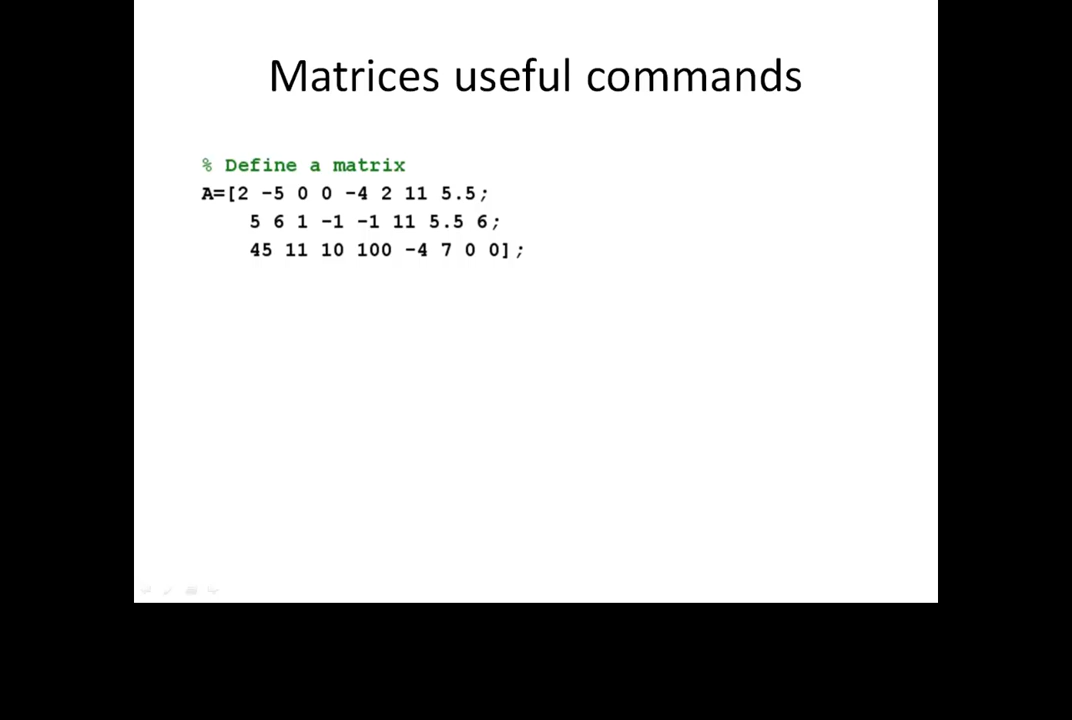 Matrices useful commands
% Define a matrix
A=[2 -5 0 0 -4 2 11 5.5;
5 6 1 -1 -1 11 5.5 6;
45 11 10 100 -4 7 0 0];